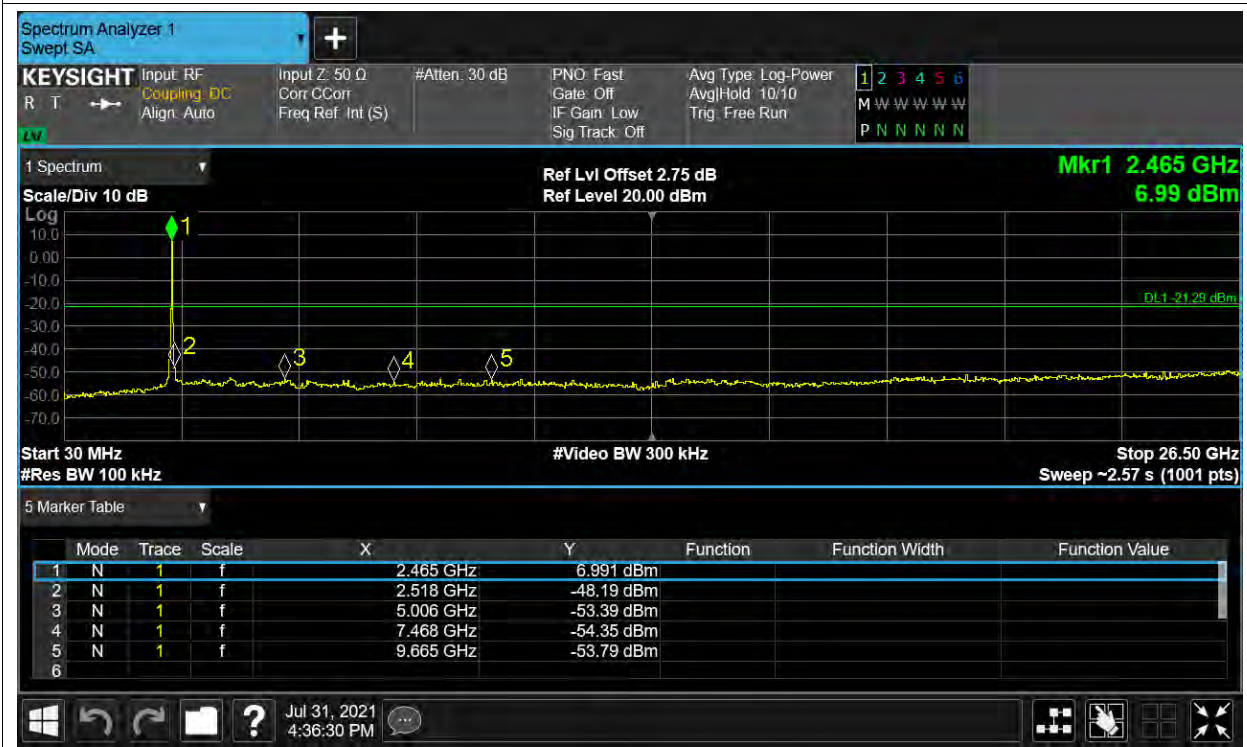 Spectrum Analyzer 1
Swept SA
KEYSIGHT Input: RF Input Z: 50 Ω #Atten: 30 dB PNO: Fast Avg Type: Log-Power 1 2 3 4 5 6
R T Coupling: DC Corr CCorr Gate: Off Avg|Hold: 10/10 M W W W W W
Align: Auto Freq Ref: Int (S) IF Gain: Low Trig: Free Run
LV Sig Track: Off P N N N N N
1 Spectrum Ref Lvl Offset 2.75 dB Mkr1 2.465 GHz
Scale/Div 10 dB Ref Level 20.00 dBm 6.99 dBm
Log
1
10.0
0.00
-10.0
-20.0 DL1 -21.29 dBm
-30.0
-40.0 2 3 4 5
-50.0
-60.0
-70.0
Start 30 MHz #Video BW 300 kHz Stop 26.50 GHz
#Res BW 100 kHz Sweep ~2.57 s (1001 pts)
5 Marker Table
Mode Trace Scale X Y Function Function Width Function Value
1 N 1 f 2.465 GHz 6.991 dBm
2 N 1 f 2.518 GHz -48.19 dBm
3 N 1 f 5.006 GHz -53.39 dBm
4 N 1 f 7.468 GHz -54.35 dBm
5 N 1 f 9.665 GHz -53.79 dBm
6
? Jul 31, 2021
4:36:30 PM